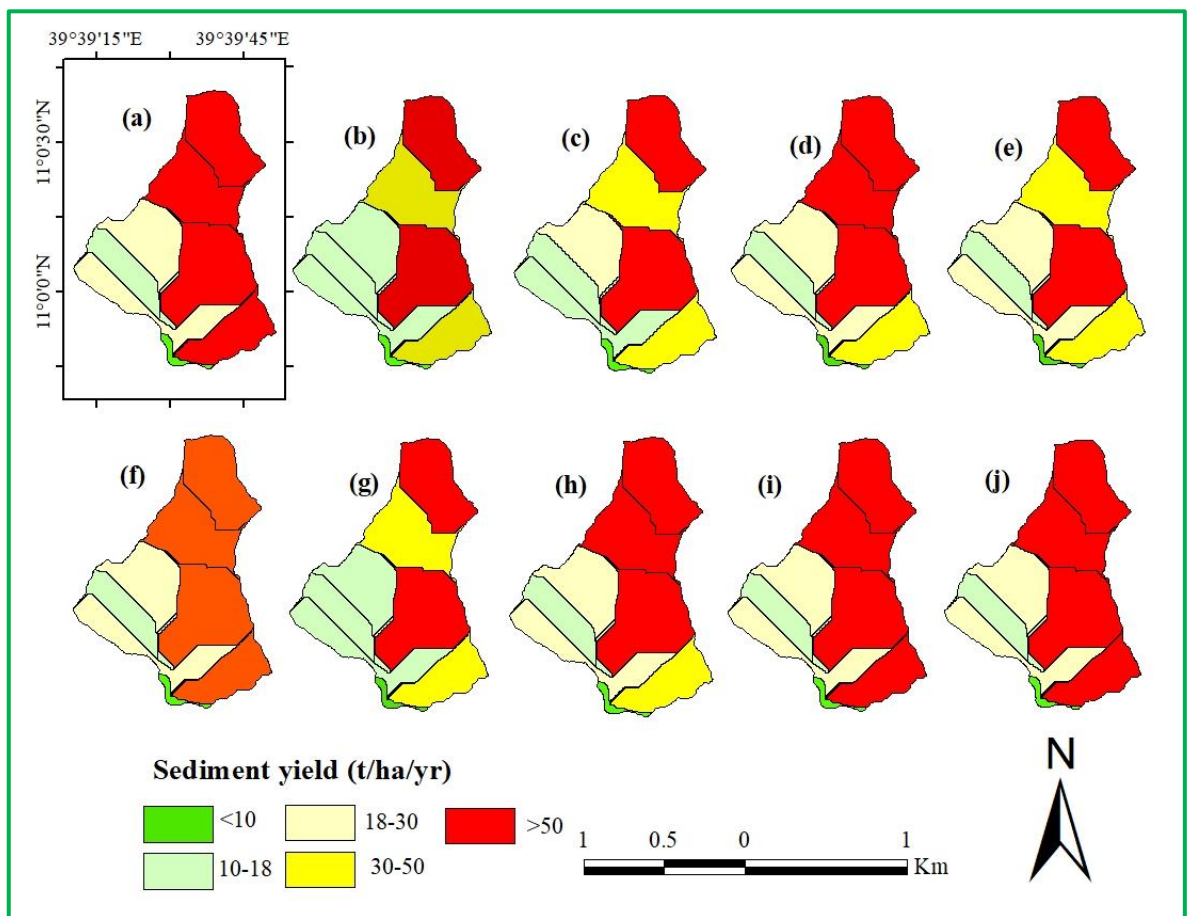 39°39'15"E 39°39'45"E
11°0'30"N
11°0'0"N
(a) (b) (c) (d) (e)
(f) (g) (h) (i) (j)
Sediment yield (t/ha/yr)
<10 18-30 >50
10-18 30-50
1 0.5 0 1
Km
N